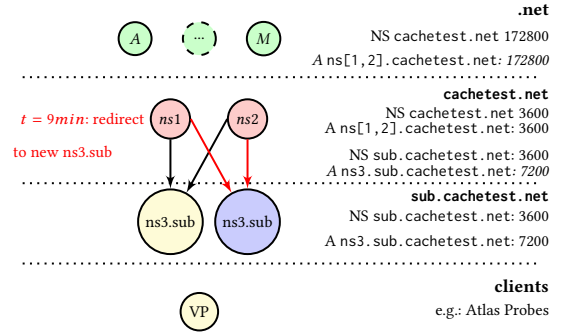 .net
A ... M
NS cachetest.net 172800
A ns[1,2].cachetest.net: 172800
cachetest.net
t = 9min: redirect
to new ns3.sub
ns1 ns2
NS cachetest.net 3600
A ns[1,2].cachetest.net: 3600
NS sub.cachetest.net: 3600
A ns3.sub.cachetest.net: 7200
sub.cachetest.net
ns3.sub ns3.sub
NS sub.cachetest.net: 3600
A ns3.sub.cachetest.net: 7200
clients
VP
e.g.: Atlas Probes